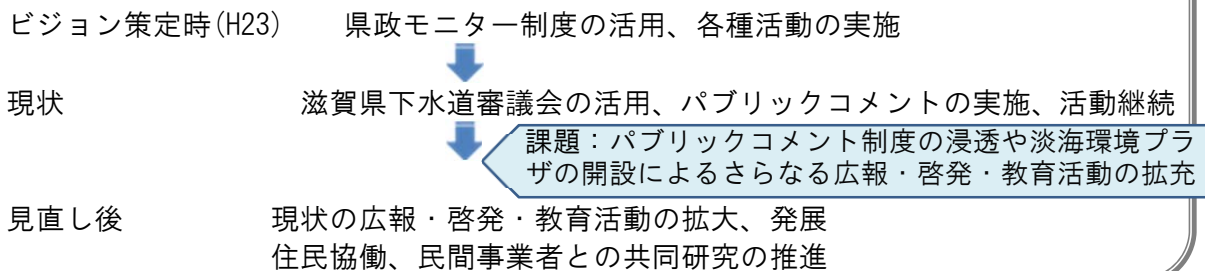 ビジョン策定時(H23) 県政モニター制度の活用、各種活動の実施
現状 滋賀県下水道審議会の活用、パブリックコメントの実施、活動継続
課題：パブリックコメント制度の浸透や淡海環境プラ
ザの開設によるさらなる広報・啓発・教育活動の拡充
見直し後 現状の広報・啓発・教育活動の拡大、発展
住民協働、民間事業者との共同研究の推進